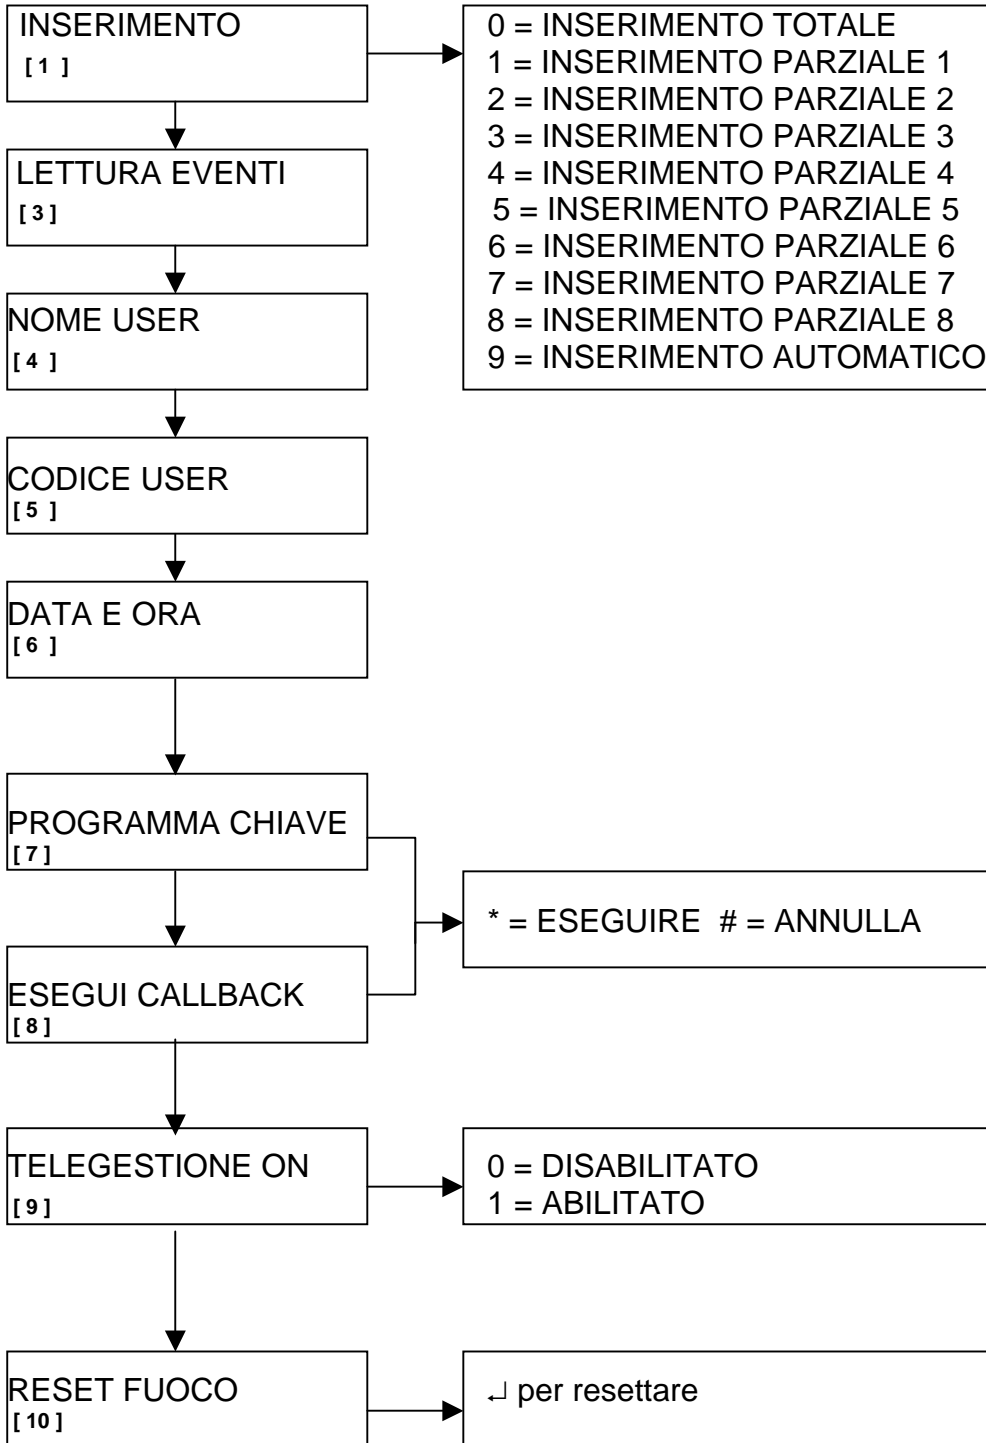 INSERIMENTO
[ 1 ]
0 = INSERIMENTO TOTALE
1 = INSERIMENTO PARZIALE 1
2 = INSERIMENTO PARZIALE 2
3 = INSERIMENTO PARZIALE 3
4 = INSERIMENTO PARZIALE 4
5 = INSERIMENTO PARZIALE 5
6 = INSERIMENTO PARZIALE 6
7 = INSERIMENTO PARZIALE 7
8 = INSERIMENTO PARZIALE 8
9 = INSERIMENTO AUTOMATICO
LETTURA EVENTI
[ 3 ]
NOME USER
[ 4 ]
CODICE USER
[ 5 ]
DATA E ORA
[ 6 ]
PROGRAMMA CHIAVE
[ 7 ]
* = ESEGUIRE # = ANNULLA
ESEGUI CALLBACK
[ 8 ]
TELEGESTIONE ON
[ 9 ]
0 = DISABILITATO
1 = ABILITATO
RESET FUOCO
[ 10 ]
↵ per resettare